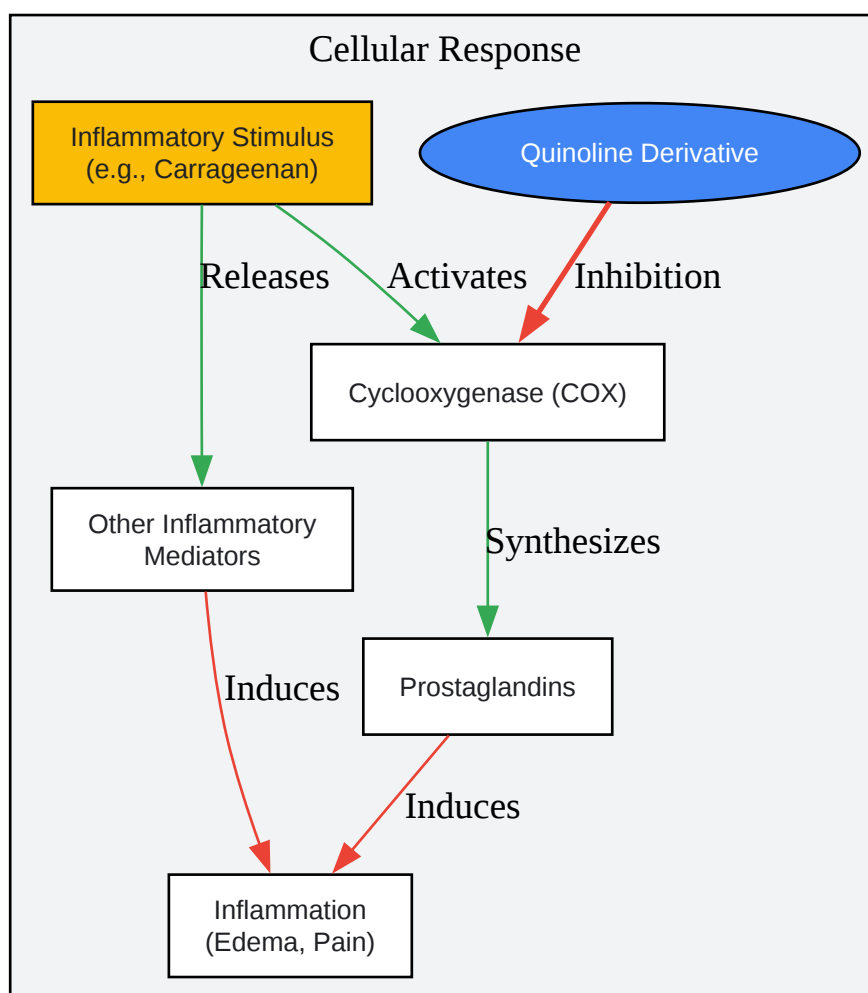 Cellular Response
Inflammatory Stimulus
(e.g., Carrageenan)
Quinoline Derivative
Releases
Activates
Inhibition
Cyclooxygenase (COX)
Other Inflammatory
Mediators
Synthesizes
Prostaglandins
Induces
Induces
Inflammation
(Edema, Pain)